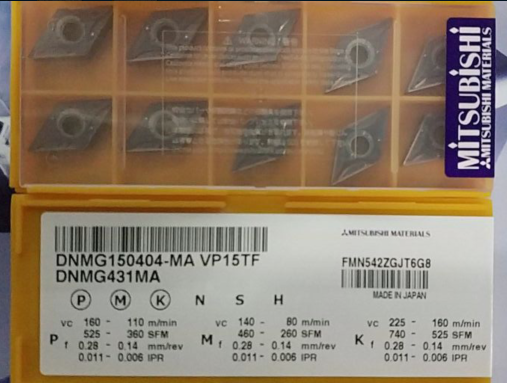 MITSUBISHI
MITSUBISHI MATERIALS
MITSUBISHI MATERIALS
DNMG150404-MA VP15TF
DNMG431MA
FMN542ZGJT6G8
MADE IN JAPAN
P M K N S H
P vc 160 - 110 m/min
525 - 360 SFM
f 0.28 - 0.14 mm/rev
0.011 - 0.006 IPR
M vc 140 - 80 m/min
460 - 260 SFM
f 0.28 - 0.14 mm/rev
0.011 - 0.006 IPR
K vc 225 - 160 m/min
740 - 525 SFM
f 0.28 - 0.14 mm/rev
0.011 - 0.006 IPR